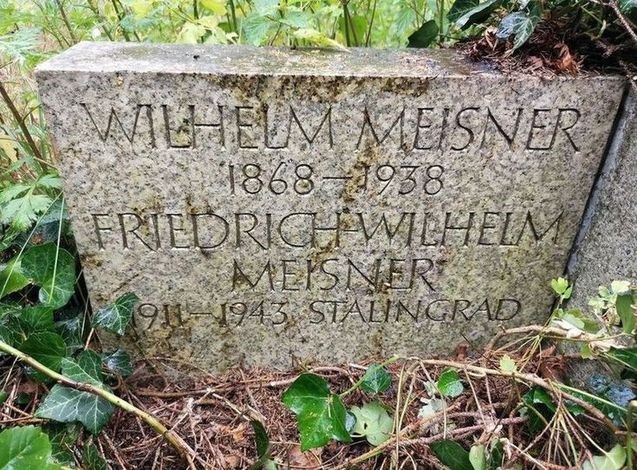 WILHELM MEISNER
1868–1938
FRIEDRICH-WILHELM
MEISNER
1911–1943 STALINGRAD